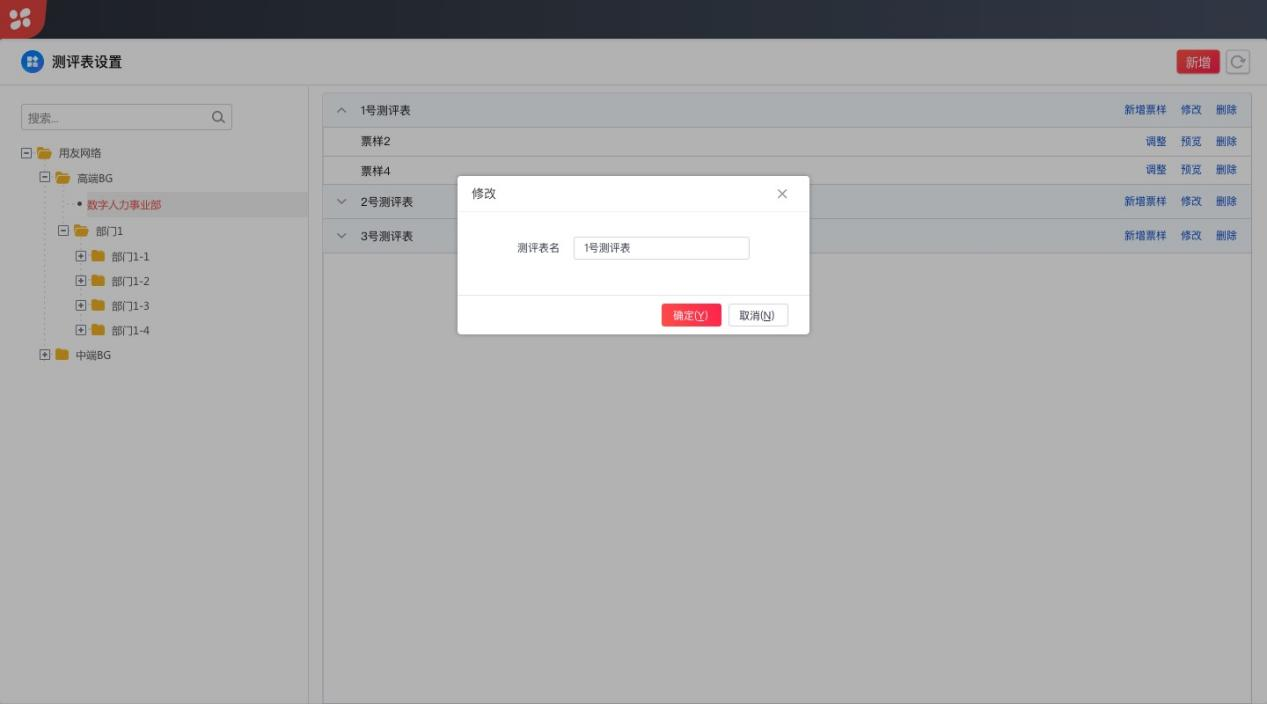 测评表设置
新增
搜索...
用友网络
高端BG
数字人力事业部
部门1
部门1-1
部门1-2
部门1-3
部门1-4
中端BG
1号测评表 新增票样 修改 删除
票样2 调整 预览 删除
票样4 调整 预览 删除
2号测评表 新增票样 修改 删除
3号测评表 新增票样 修改 删除
修改
测评表名 1号测评表
确定(Y) 取消(N)